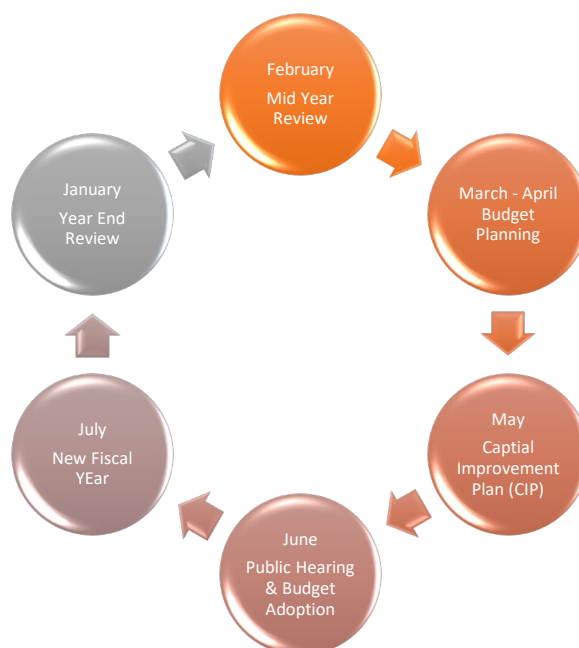 February
Mid Year
Review
March - April
Budget
Planning
May
Captial
Improvement
Plan (CIP)
June
Public Hearing
& Budget
Adoption
July
New Fiscal
YEar
January
Year End
Review